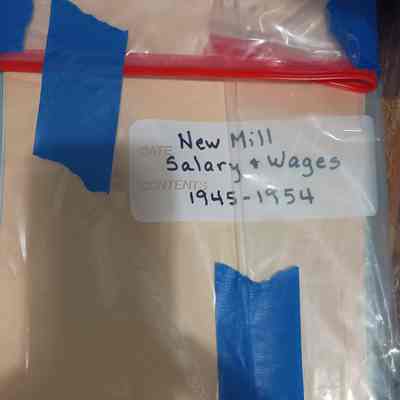 New Mill
DATE
Salary & Wages
CONTENTS
1945-1954